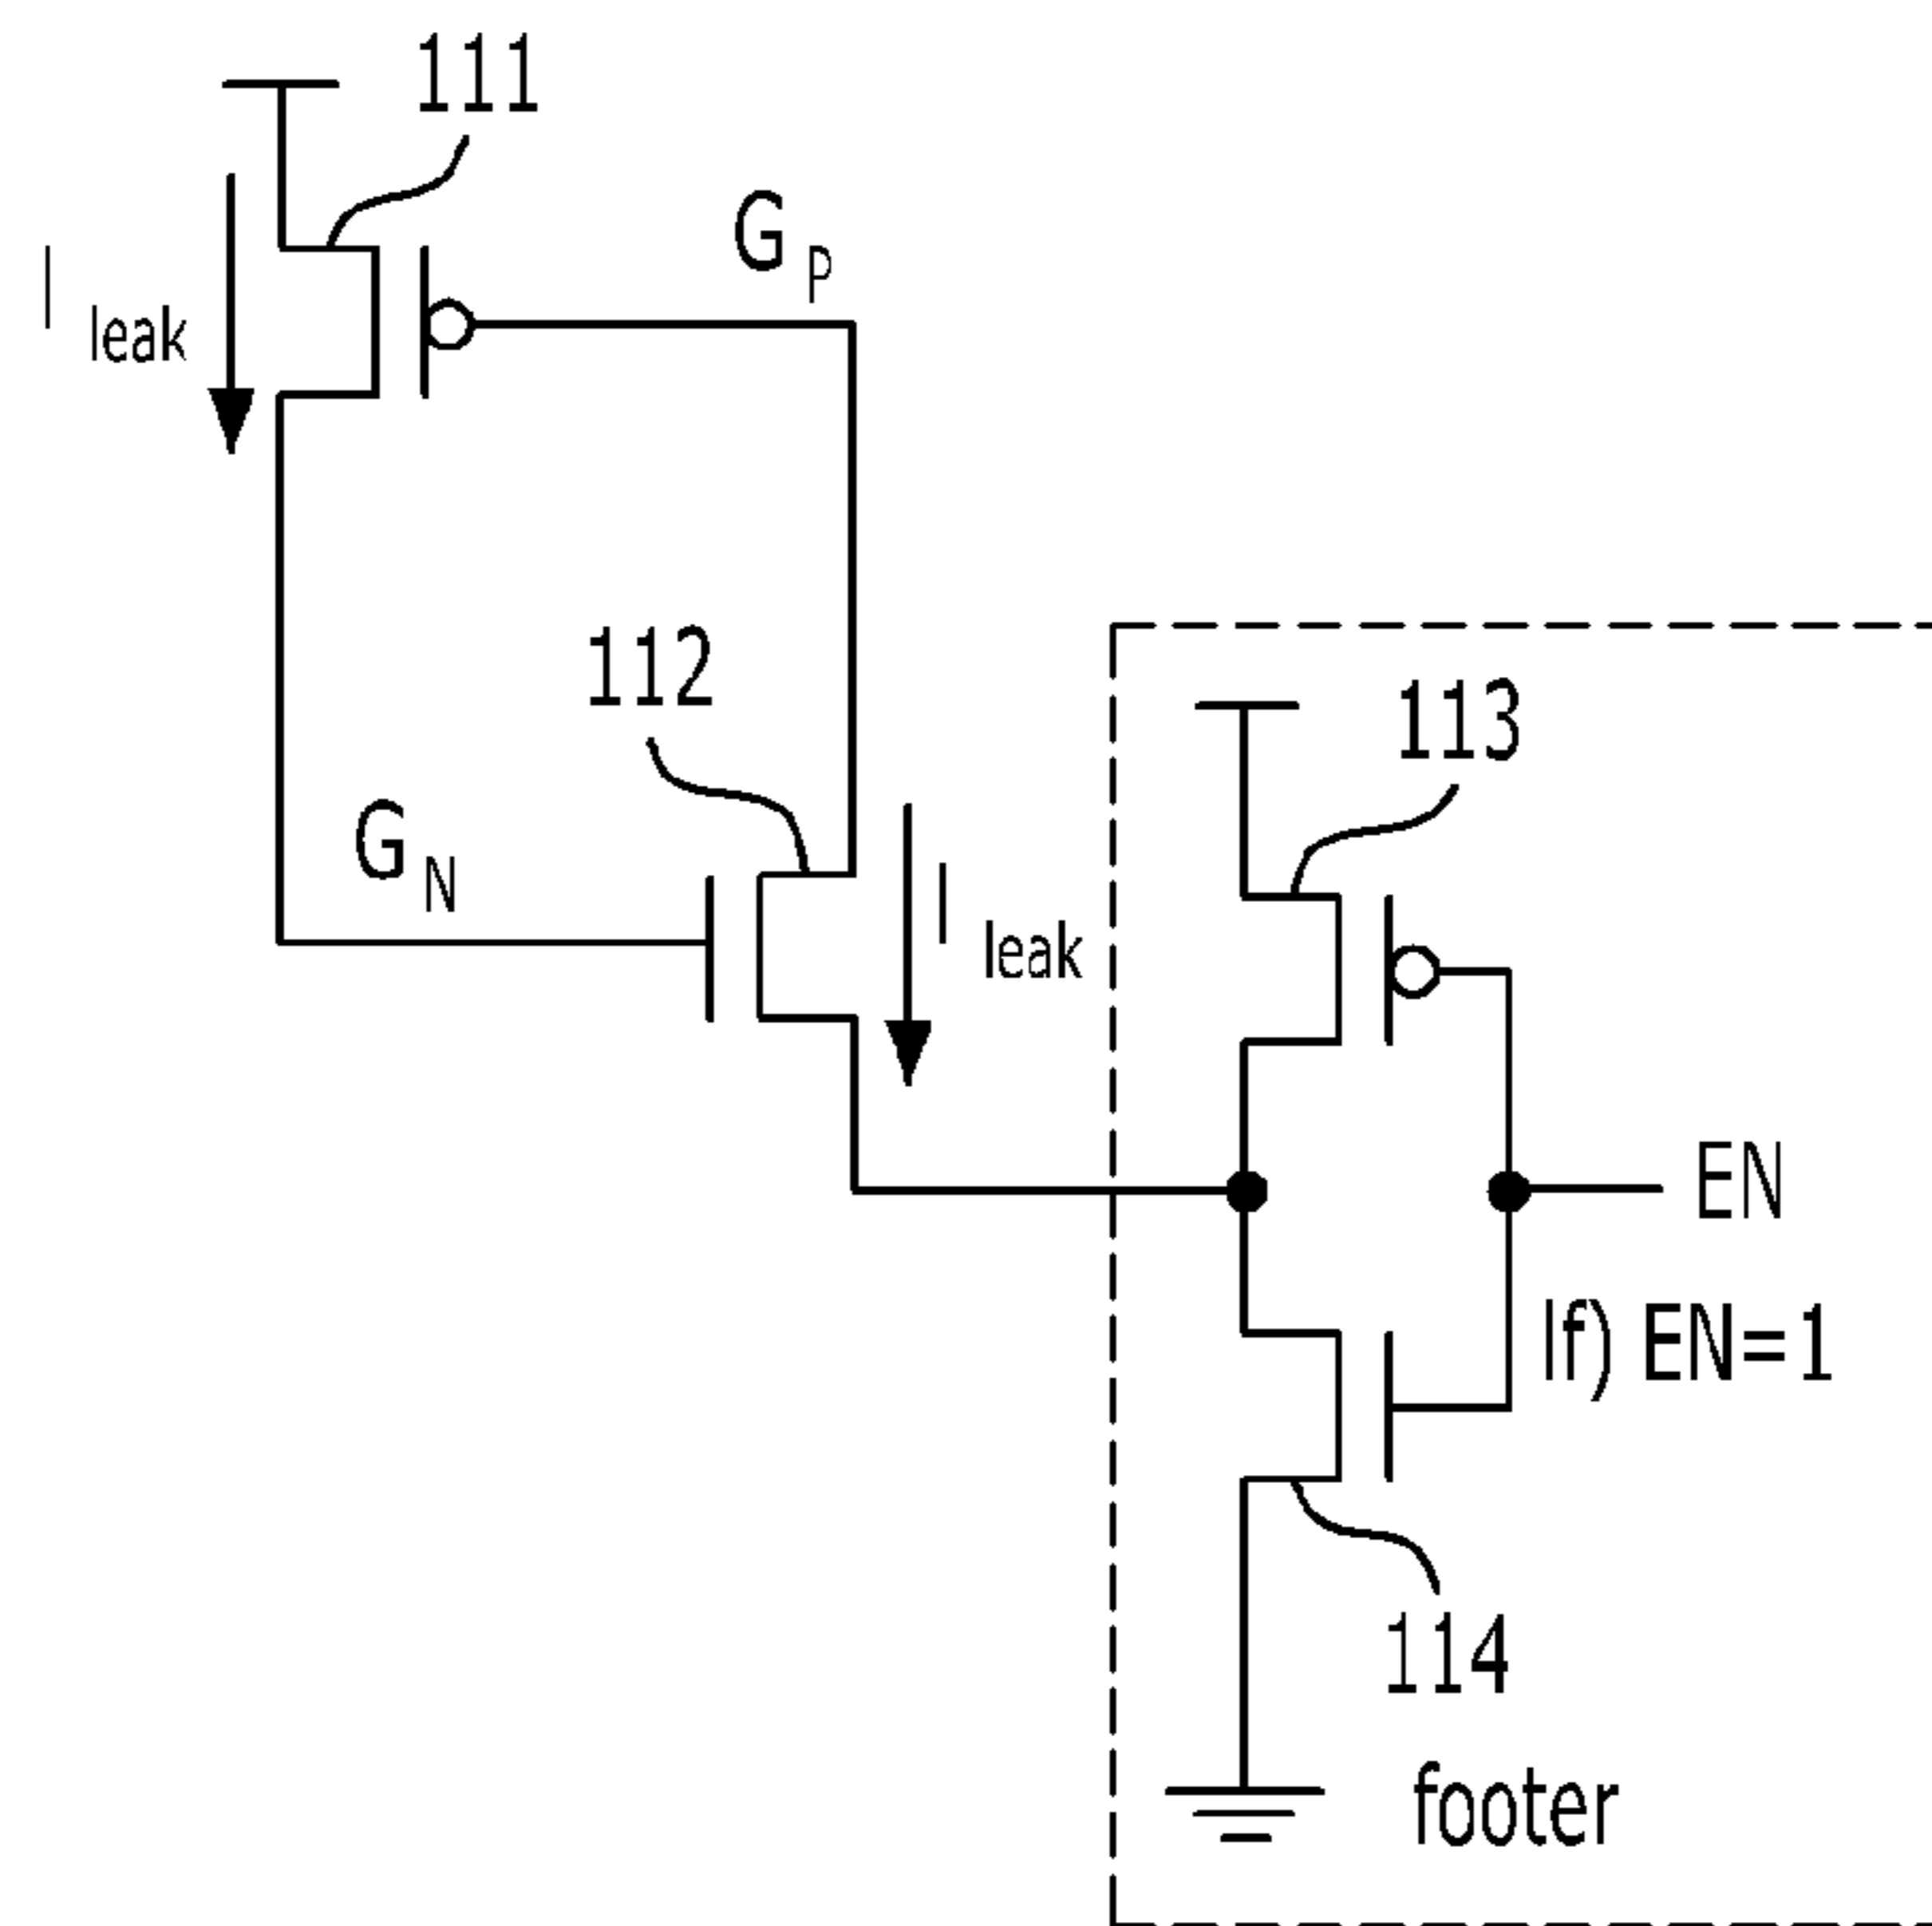 111
G P
I leak
112
113
G N
I leak
EN
If) EN=1
114
footer